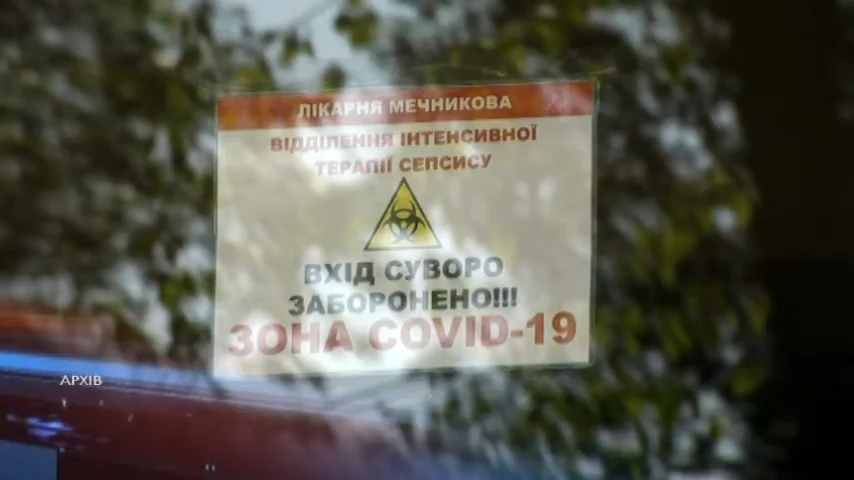 ЛІКАРНЯ МЕЧНИКОВА
ВІДДІЛЕННЯ ІНТЕНСИВНОЇ
ТЕРАПІЇ СЕПСИСУ
ВХІД СУВОРО
ЗАБОРОНЕНО!!!
ЗОНА COVID-19
АРХІВ